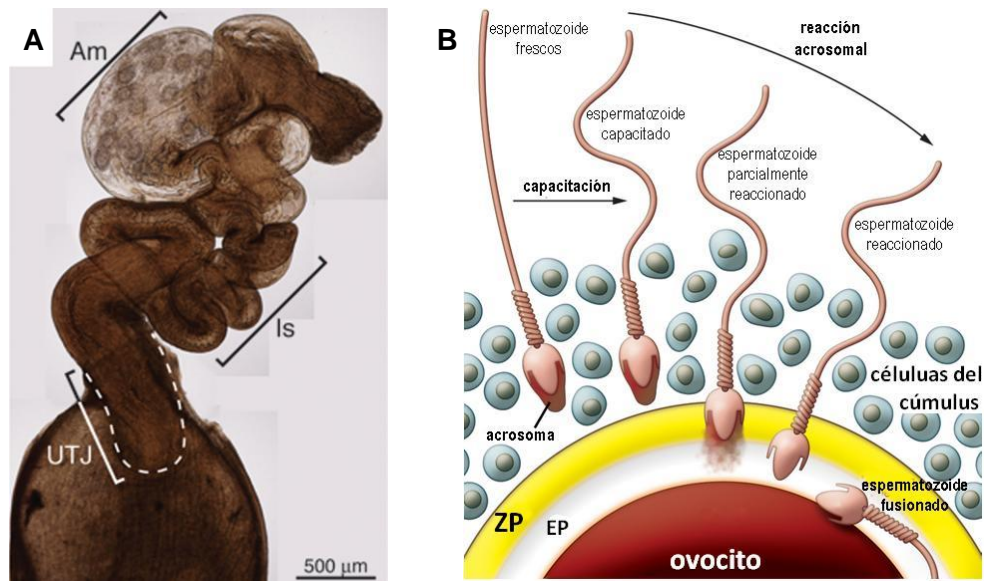 A
Am
Is
UTJ
500 µm
B
espermatozoide
frescos
reacción
acrosomal
espermatozoide
capacitado
espermatozoide
parcialmente
reaccionado
capacitación
espermatozoide
reaccionado
céluluas del
cúmulus
acrosoma
espermatozoide
fusionado
ZP
EP
ovocito